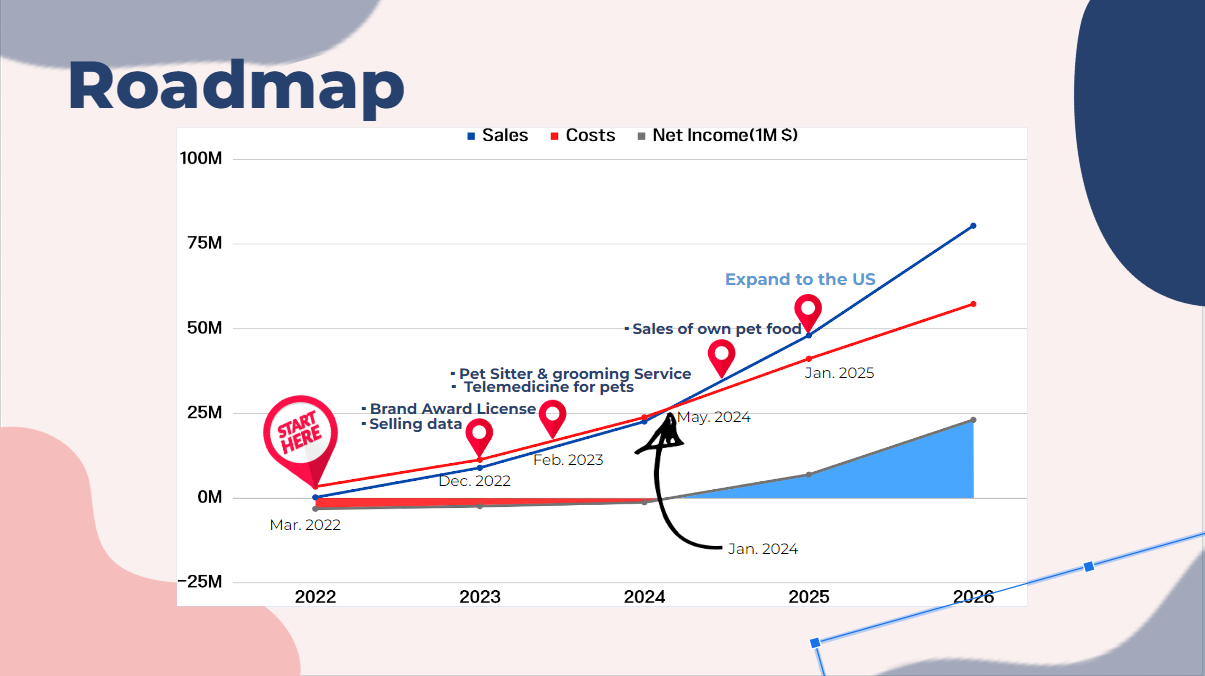 Roadmap
Sales Costs Net Income(1M $)
100M
75M
Expand to the US
50M
- Sales of own pet food
- Pet Sitter & grooming Service
- Telemedicine for pets
Jan. 2025
- Brand Award License
- Selling data
25M
May. 2024
START
HERE
Feb. 2023
Dec. 2022
0M
Mar. 2022
Jan. 2024
−25M
2022 2023 2024 2025 2026